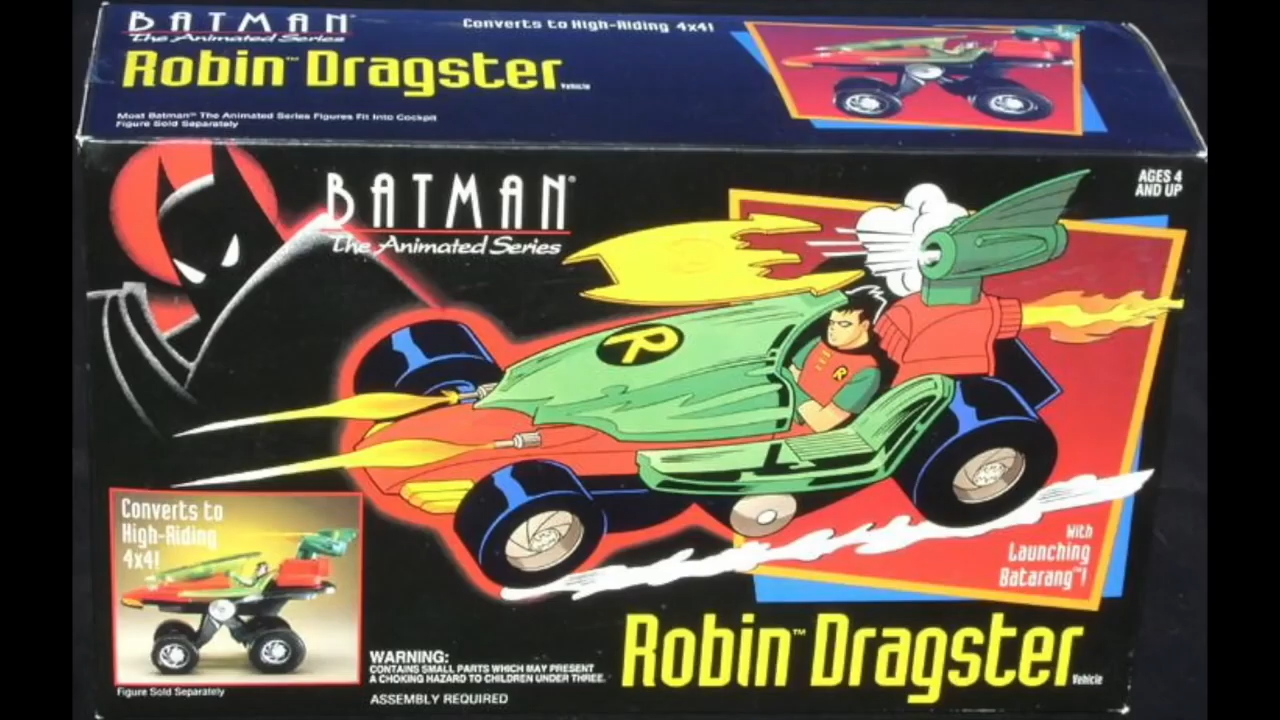 BATMAN
The Animated Series
Converts to High-Riding 4x4!
Robin™ Dragster
Vehicle
Most Batman™ The Animated Series Figures Fit Into Cockpit
Figure Sold Separately
AGES 4
AND UP
BATMAN®
The Animated Series
R
R
Converts to
High-Riding
4x4!
With
Launching
Batarang™!
Robin™ Dragster
Vehicle
WARNING:
CONTAINS SMALL PARTS WHICH MAY PRESENT
A CHOKING HAZARD TO CHILDREN UNDER THREE.
ASSEMBLY REQUIRED
Figure Sold Separately